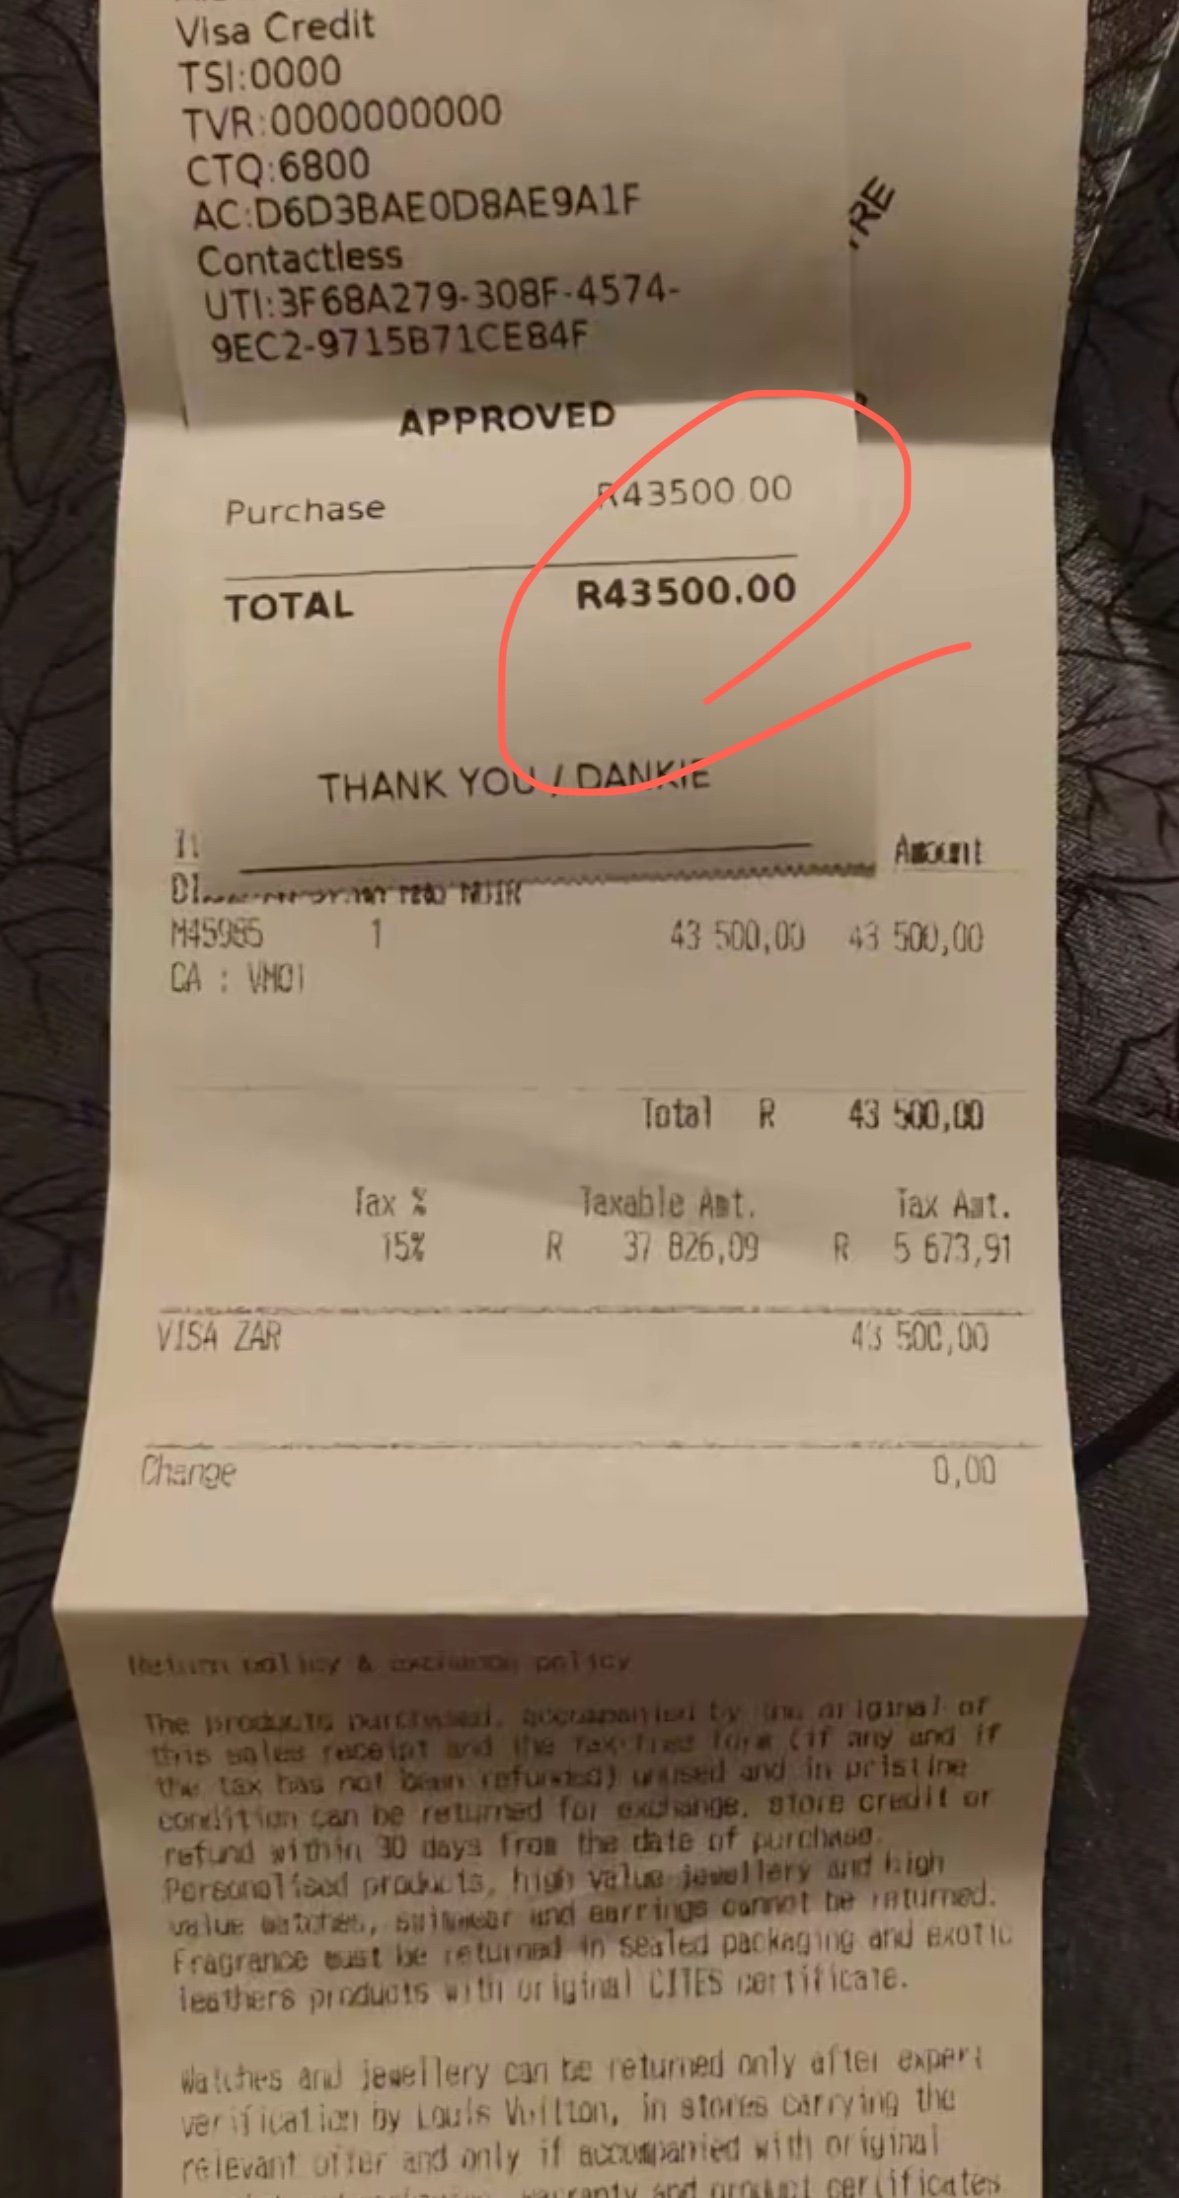 Visa Credit
TSI:0000
TVR:0000000000
CTQ:6800
AC:D6D3BAE0D8AE9A1F
Contactless
UTI:3F68A279-308F-4574-
9EC2-9715B71CE84F
APPROVED
Purchase R43500.00
TOTAL R43500.00
THANK YOU / DANKIE
Amount
M45985 1 43 500,00 43 500,00
CA : VM01
Total R 43 500,00
Tax % Taxable Amt. Tax Amt.
15% R 37 826,09 R 5 673,91
VISA ZAR 43 500,00
Change 0,00
Return policy & exchange policy
The products purchased, accompanied by the original of
this sales receipt and the Tax-free form (if any and if
the tax has not been refunded) unused and in pristine
condition can be returned for exchange, store credit or
refund within 30 days from the date of purchase.
Personalised products, high value jewellery and high
value watches, swimwear and earrings cannot be returned.
Fragrance must be returned in sealed packaging and exotic
leathers products with original CITES certificate.
Watches and jewellery can be returned only after expert
verification by Louis Vuitton, in stores carrying the
relevant offer and only if accompanied with original
warranty and product certificates